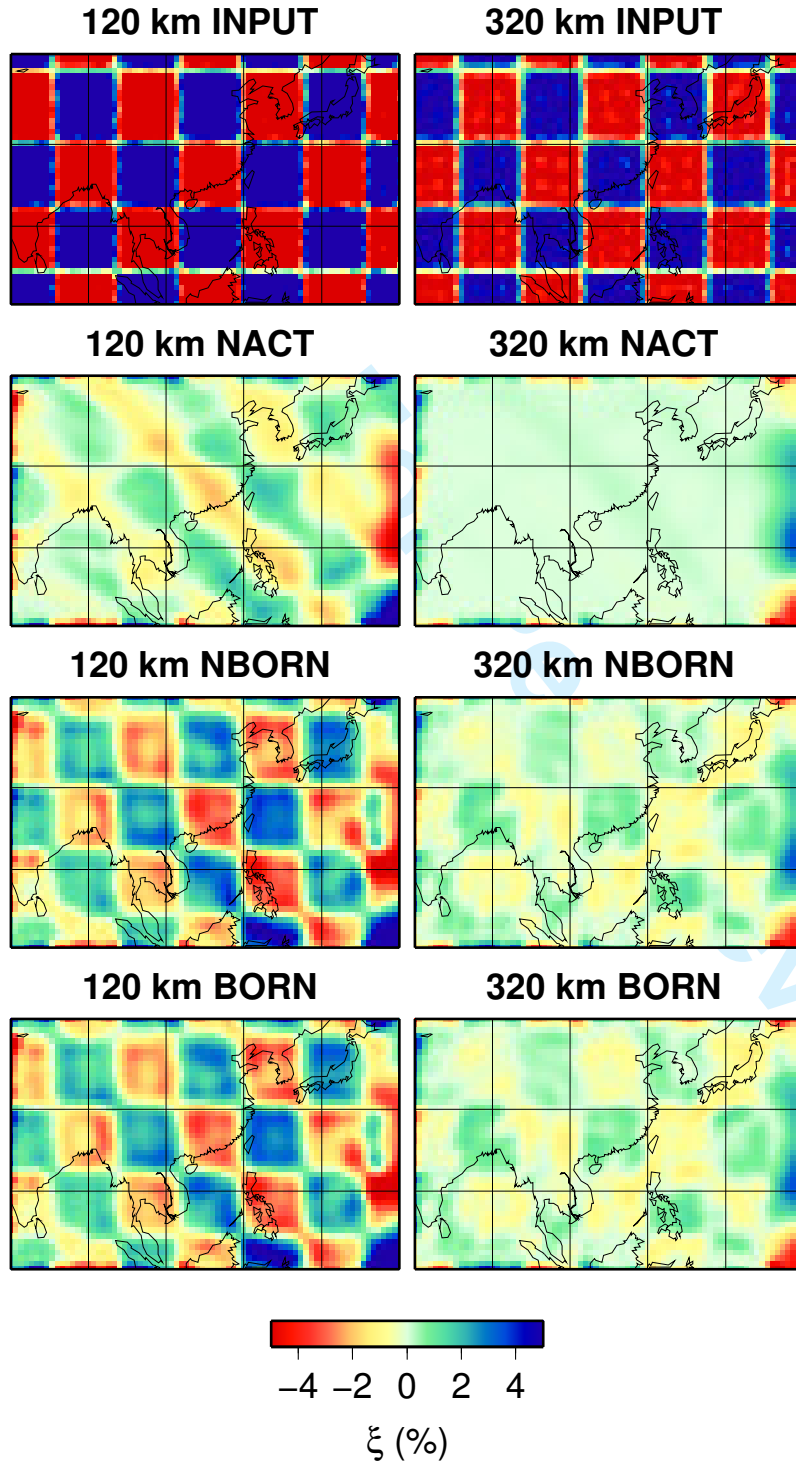 120 km INPUT
320 km INPUT
120 km NACT
320 km NACT
120 km NBORN
320 km NBORN
120 km BORN
320 km BORN
−4 −2 0 2 4
ξ (%)